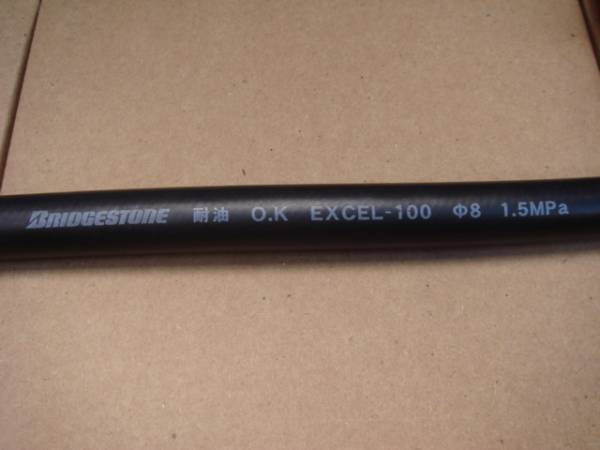 BRIDGESTONE 耐油 O.K EXCEL-100 Φ8 1.5MPa